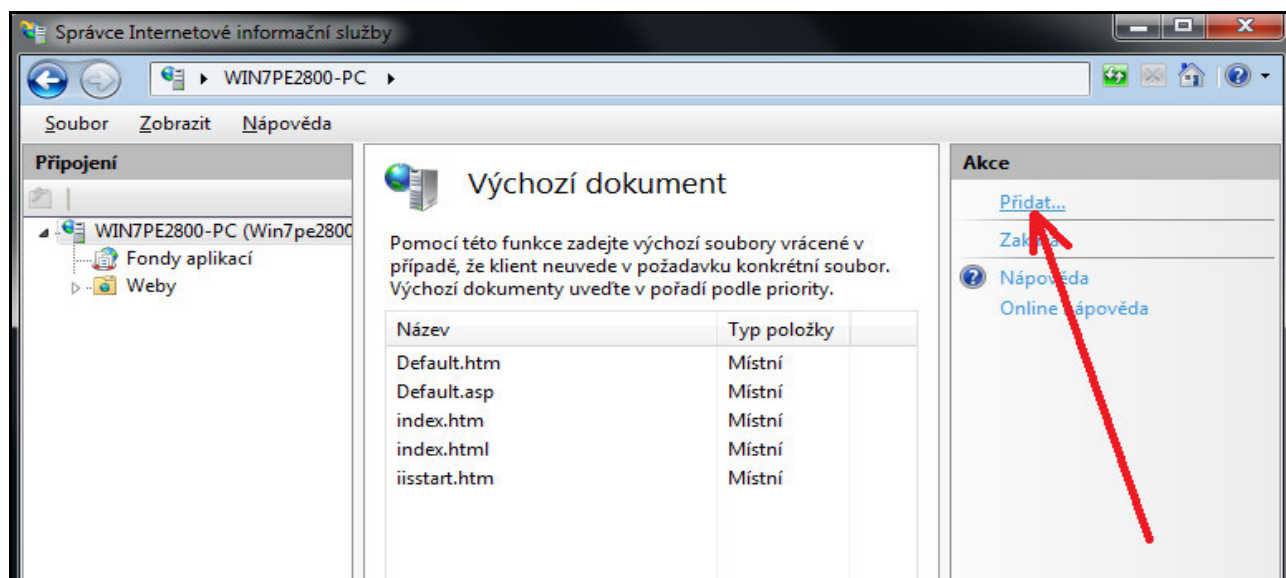 Správce Internetové informační služby
WIN7PE2800-PC
Soubor Zobrazit Nápověda
Připojení
WIN7PE2800-PC (Win7pe2800
Fondy aplikací
Weby
Výchozí dokument
Pomocí této funkce zadejte výchozí soubory vrácené v
případě, že klient neuvede v požadavku konkrétní soubor.
Výchozí dokumenty uveďte v pořadí podle priority.
Název Typ položky
Default.htm Místní
Default.asp Místní
index.htm Místní
index.html Místní
iisstart.htm Místní
Akce
Přidat...
Nápověda
Online nápověda